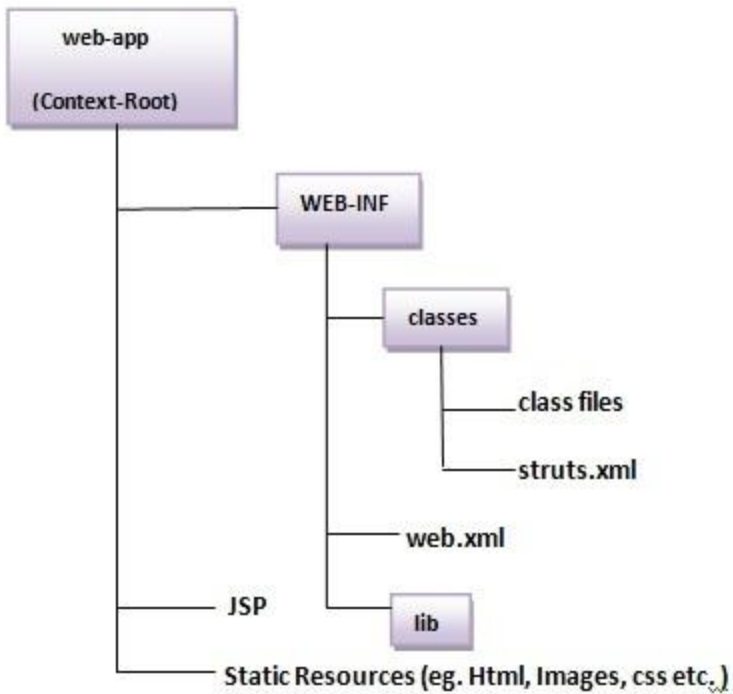 web-app
(Context-Root)
WEB-INF
classes
class files
struts.xml
web.xml
JSP
lib
Static Resources (eg. Html, Images, css etc. )